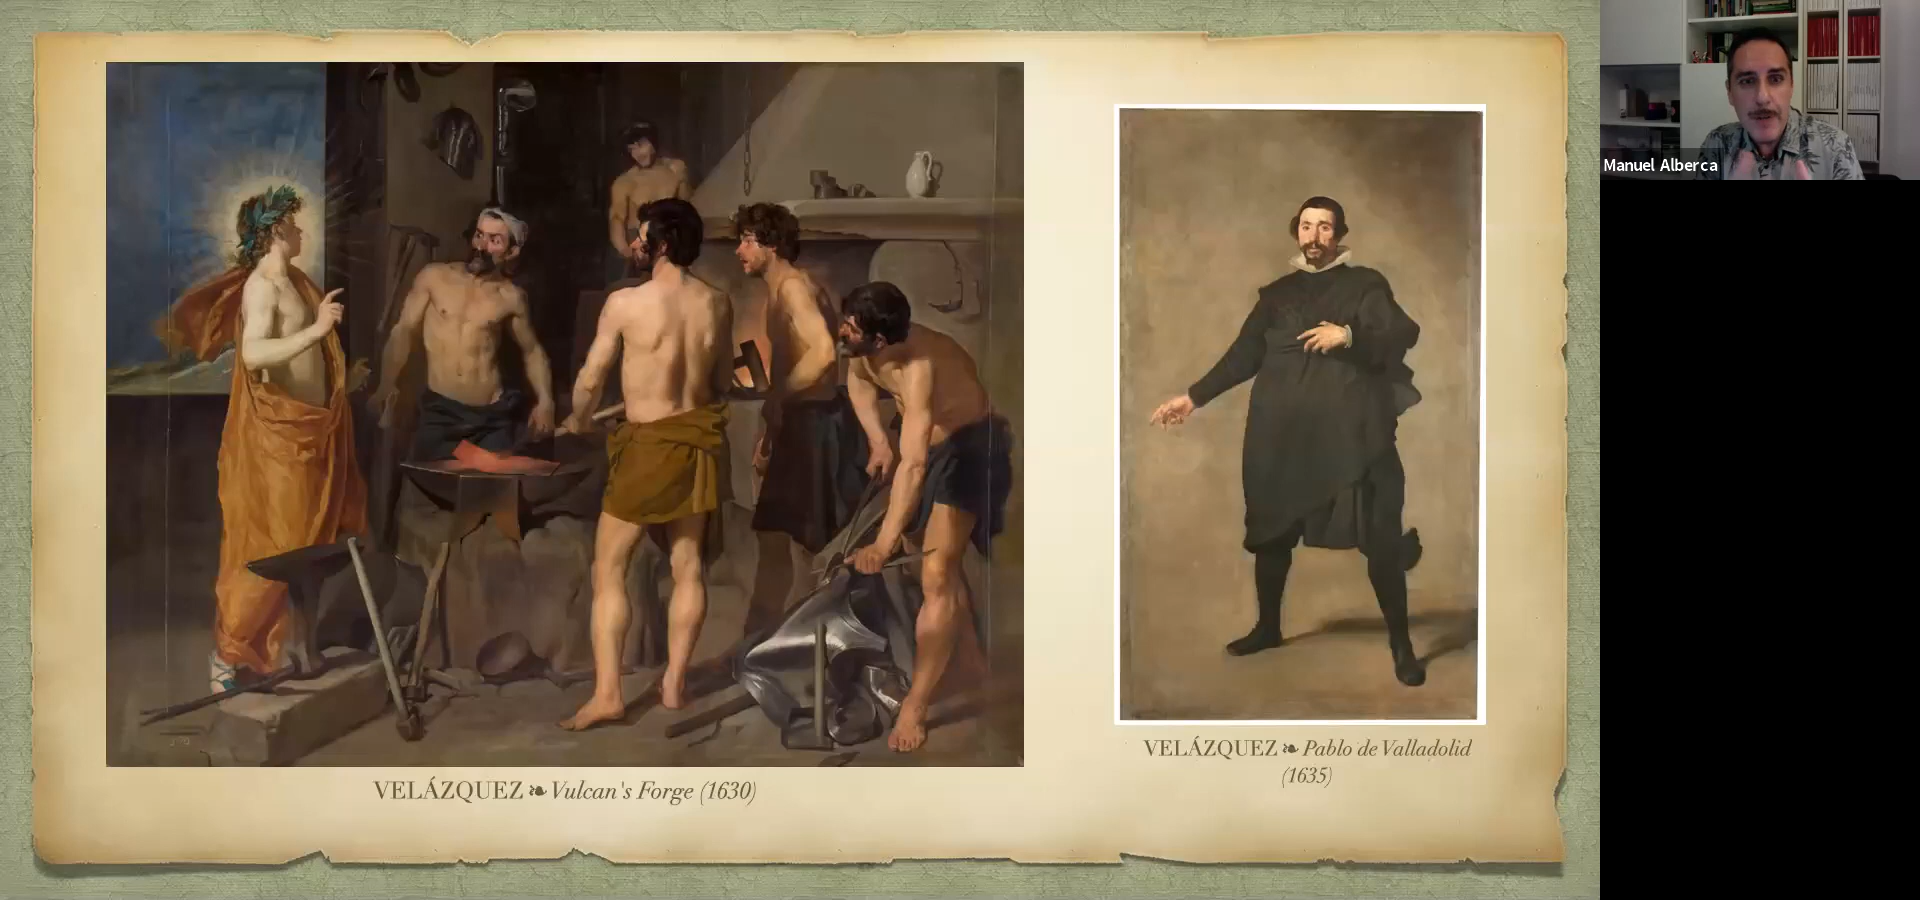 Manuel Alberca
VELÁZQUEZ ❧ Vulcan's Forge (1630)
VELÁZQUEZ ❧ Pablo de Valladolid
(1635)